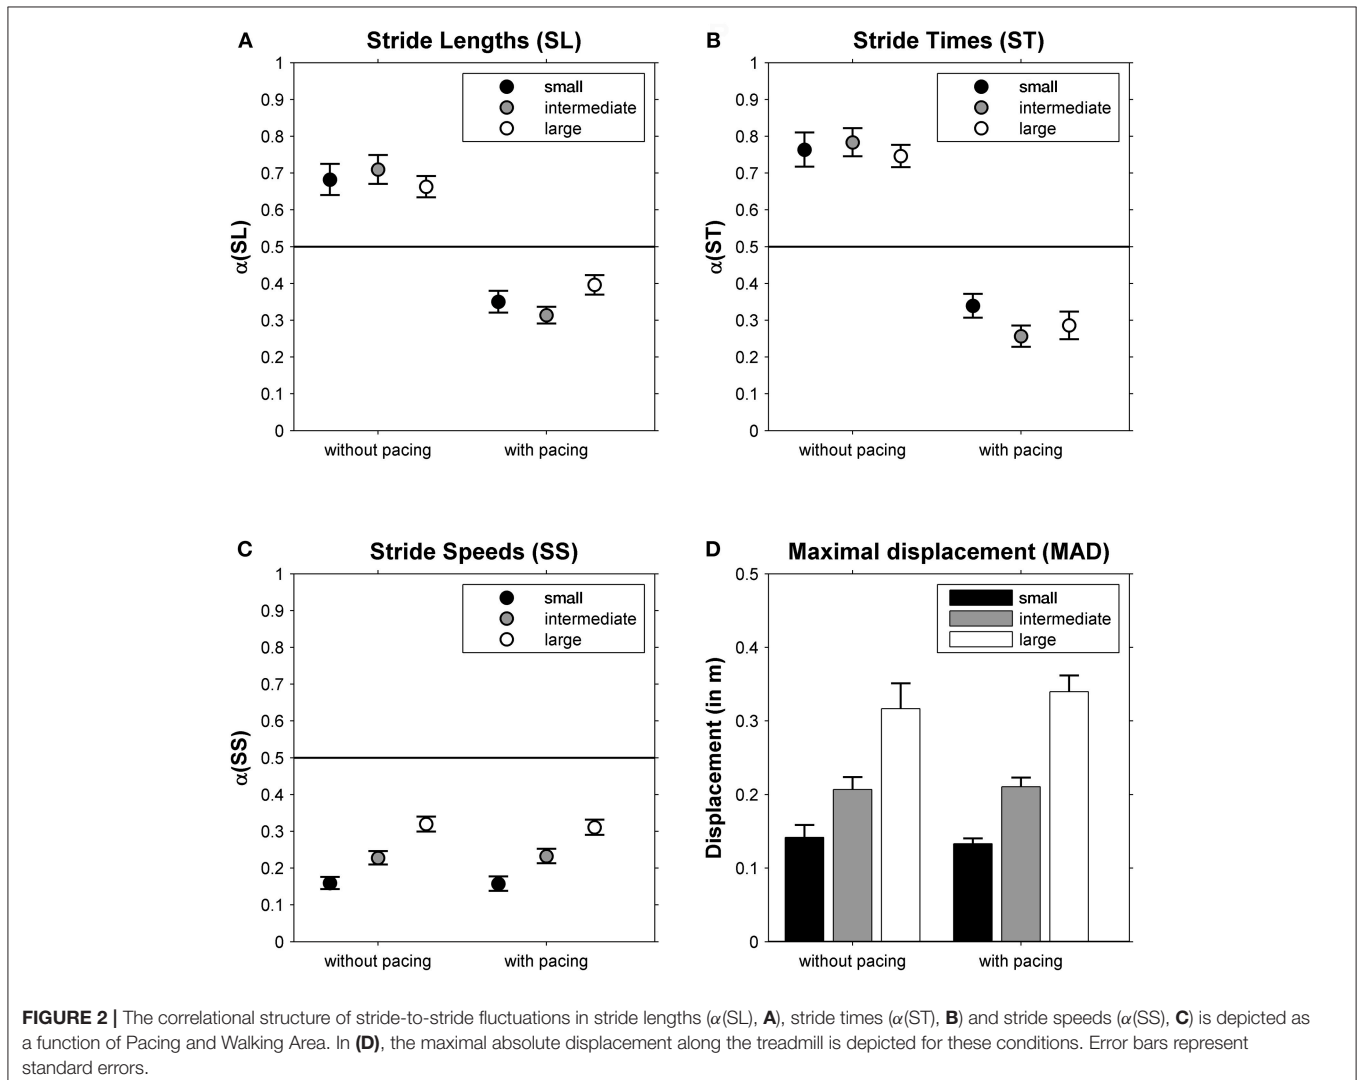 A
Stride Lengths (SL)
1
0.9
0.8
0.7
0.6
0.5
0.4
0.3
0.2
0.1
0
α(SL)
small
intermediate
large
without pacing
with pacing
B
Stride Times (ST)
1
0.9
0.8
0.7
0.6
0.5
0.4
0.3
0.2
0.1
0
α(ST)
small
intermediate
large
without pacing
with pacing
C
Stride Speeds (SS)
1
0.9
0.8
0.7
0.6
0.5
0.4
0.3
0.2
0.1
0
α(SS)
small
intermediate
large
without pacing
with pacing
D
Maximal displacement (MAD)
0.5
0.4
0.3
0.2
0.1
0
Displacement (in m)
small
intermediate
large
without pacing
with pacing
FIGURE 2 | The correlational structure of stride-to-stride fluctuations in stride lengths (α(SL), A), stride times (α(ST), B) and stride speeds (α(SS), C) is depicted as
a function of Pacing and Walking Area. In (D), the maximal absolute displacement along the treadmill is depicted for these conditions. Error bars represent
standard errors.